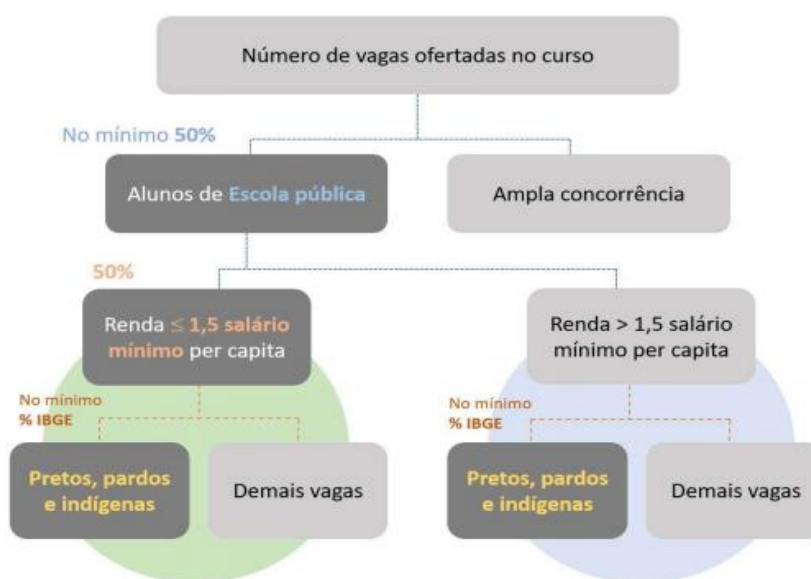 Número de vagas ofertadas no curso
No mínimo 50%
Alunos de Escola pública
Ampla concorrência
50%
Renda ≤ 1,5 salário
mínimo per capita
Renda > 1,5 salário
mínimo per capita
No mínimo
% IBGE
Pretos, pardos
e indígenas
Demais vagas
No mínimo
% IBGE
Pretos, pardos
e indígenas
Demais vagas